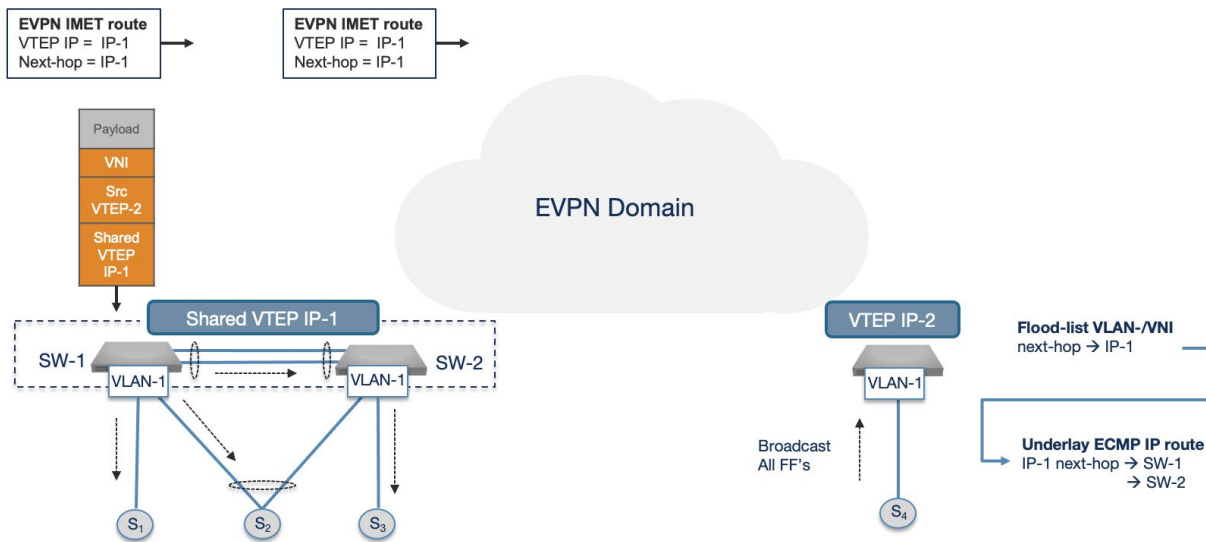 EVPN IMET route
VTEP IP = IP-1
Next-hop = IP-1
EVPN IMET route
VTEP IP = IP-1
Next-hop = IP-1
Payload
VNI
Src
VTEP-2
Shared
VTEP
IP-1
EVPN Domain
Shared VTEP IP-1
SW-1
SW-2
VLAN-1
VLAN-1
S1
S2
S3
VTEP IP-2
VLAN-1
Broadcast
All FF's
S4
Flood-list VLAN-/VNI
next-hop → IP-1
Underlay ECMP IP route
IP-1 next-hop → SW-1
→ SW-2